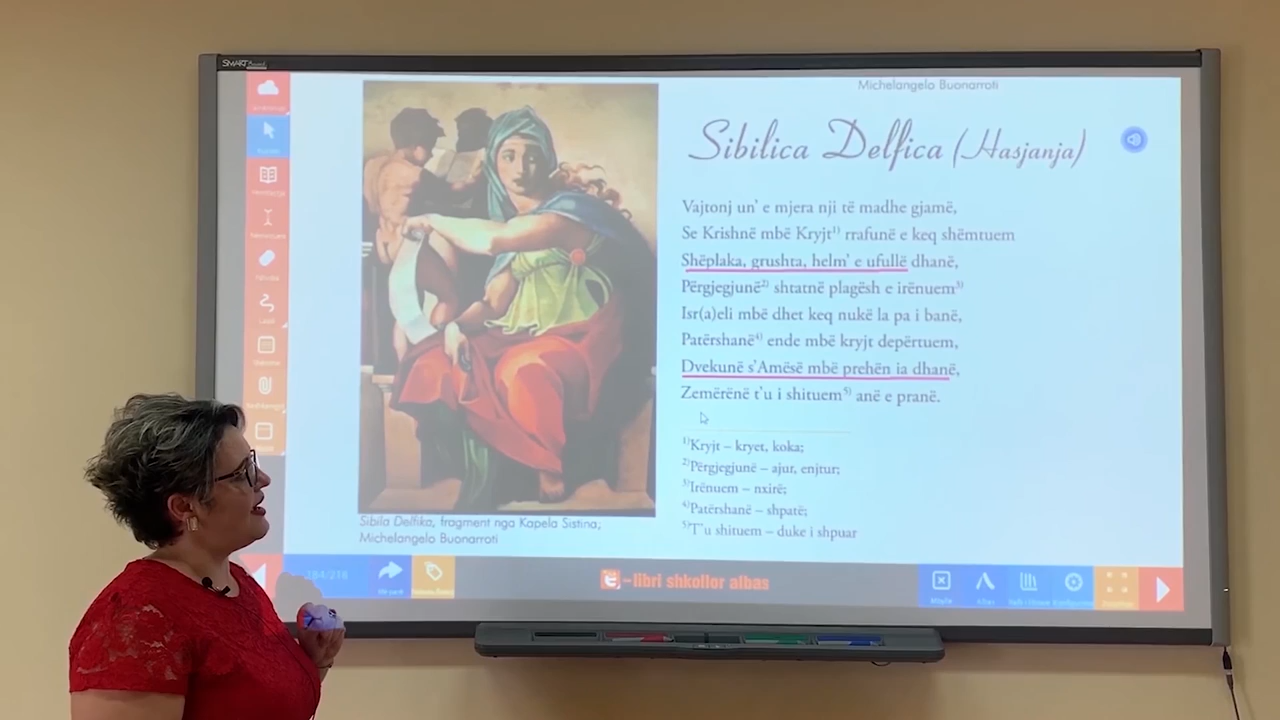 SMART Board
Michelangelo Buonarroti
Sibilica Delfica (Hasjanja)
Vajtonj un' e mjera nji të madhe gjamë,
Se Krishnë mbë Kryjt¹⁾ rrafunë e keq shëmtuem
Shëplaka, grushta, helm' e ufullë dhanë,
Përgjegjunë²⁾ shtatnë plagësh e irënuem³⁾
Isr(a)eli mbë dhet keq nukë la pa i banë,
Patërshanë⁴⁾ ende mbë kryjt depërtuem,
Dvekunë s'Amësë mbë prehën ia dhanë,
Zemërënë t'u i shituem⁵⁾ anë e pranë.
¹⁾Kryjt – kryet, koka;
²⁾Përgjegjunë – ajur, enjtur;
³⁾Irënuem – nxirë;
⁴⁾Patërshanë – shpatë;
⁵⁾T'u shituem – duke i shpuar
Sibila Delfika, fragment nga Kapela Sistina;
Michelangelo Buonarroti
184/218
e-libri shkollor albas